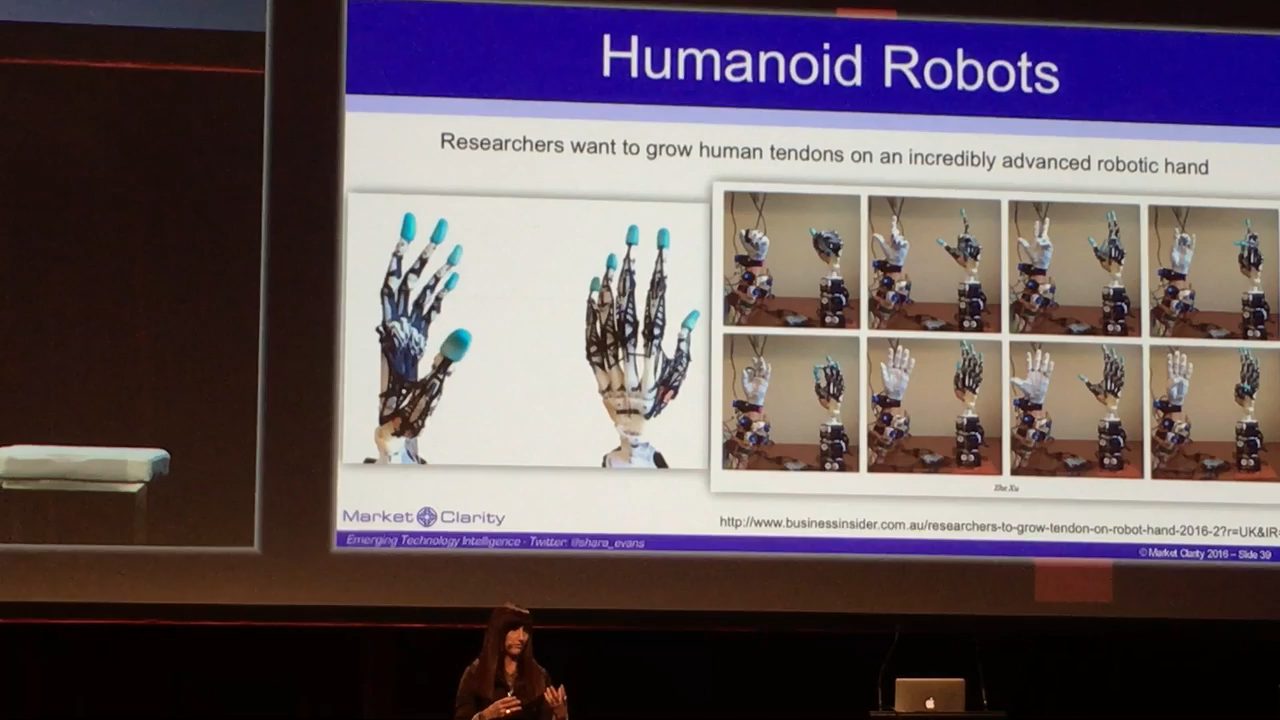 Humanoid Robots
Researchers want to grow human tendons on an incredibly advanced robotic hand
Zhe Xu
Market Clarity
http://www.businessinsider.com.au/researchers-to-grow-tendon-on-robot-hand-2016-2?r=UK&IR=
Emerging Technology Intelligence - Twitter: @shara_evans
© Market Clarity 2016 – Slide 39